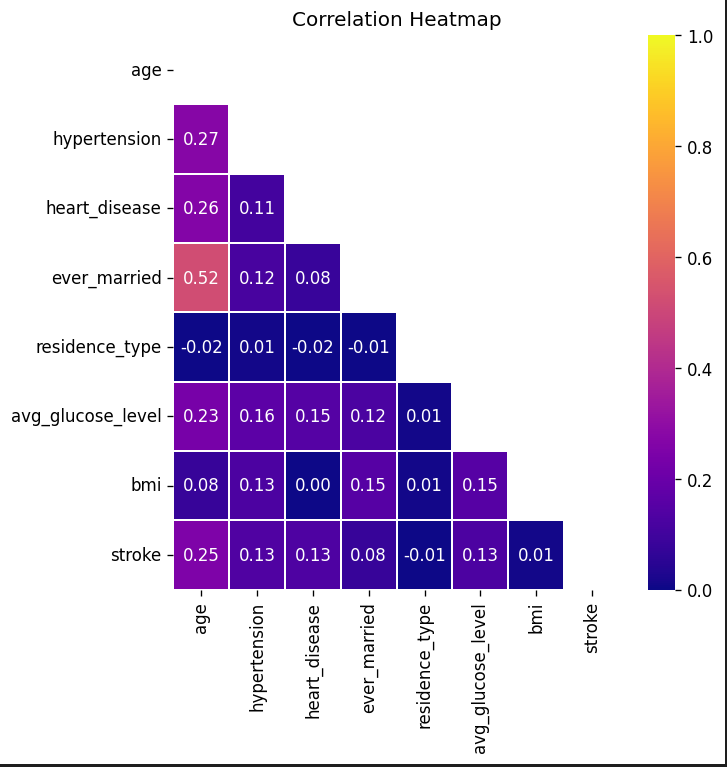 Correlation Heatmap
age
hypertension 0.27
heart_disease 0.26 0.11
ever_married 0.52 0.12 0.08
residence_type -0.02 0.01 -0.02 -0.01
avg_glucose_level 0.23 0.16 0.15 0.12 0.01
bmi 0.08 0.13 0.00 0.15 0.01 0.15
stroke 0.25 0.13 0.13 0.08 -0.01 0.13 0.01
age hypertension heart_disease ever_married residence_type avg_glucose_level bmi stroke
1.0
0.8
0.6
0.4
0.2
0.0